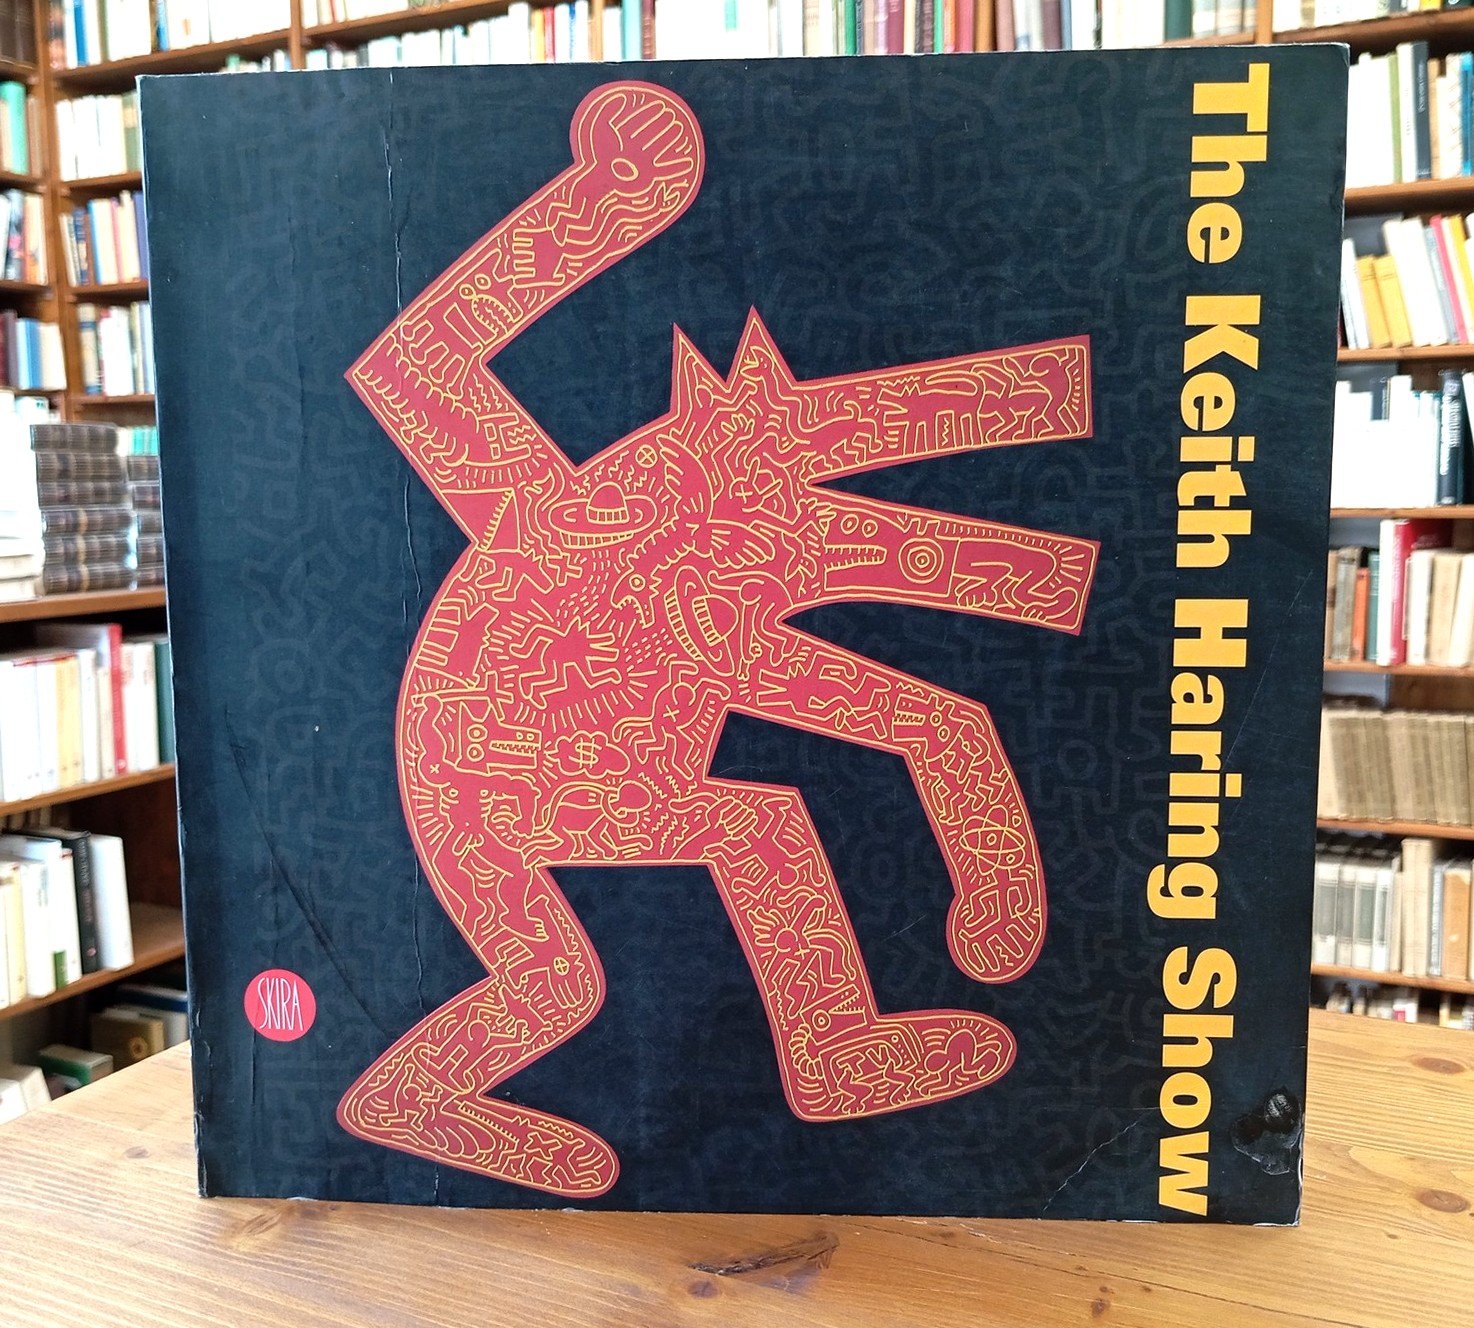 The Keith Haring Show
SKIRA
$